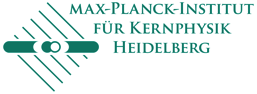 MAX-PLANCK-INSTITUT
FÜR KERNPHYSIK
HEIDELBERG